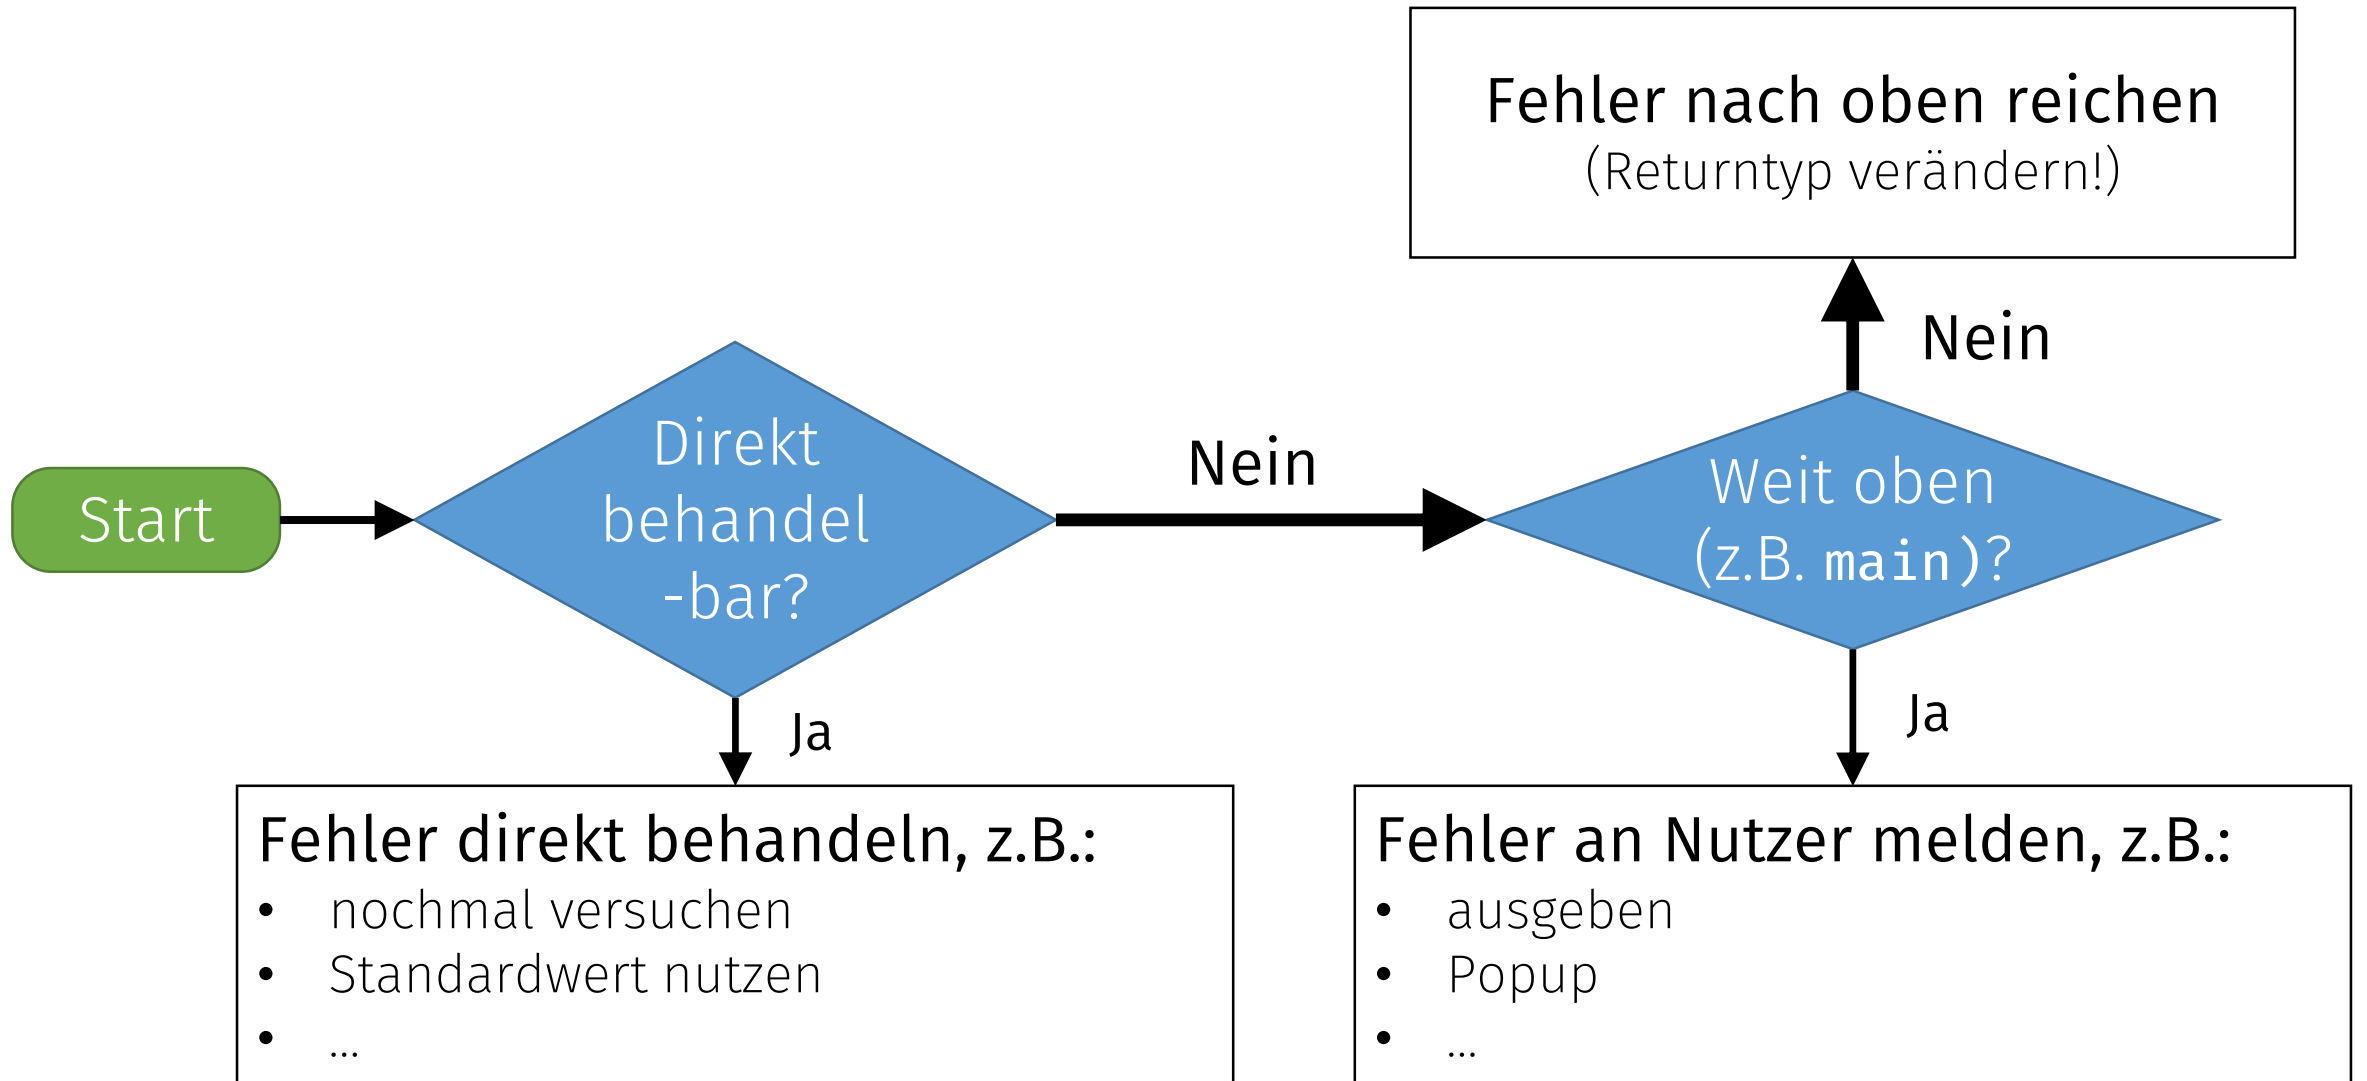 Fehler nach oben reichen
(Returntyp verändern!)
Nein
Start
Direkt
behandel
-bar?
Nein
Weit oben
(z.B. main)?
Ja
Ja
Fehler direkt behandeln, z.B.:
• nochmal versuchen
• Standardwert nutzen
• ...
Fehler an Nutzer melden, z.B.:
• ausgeben
• Popup
• ...